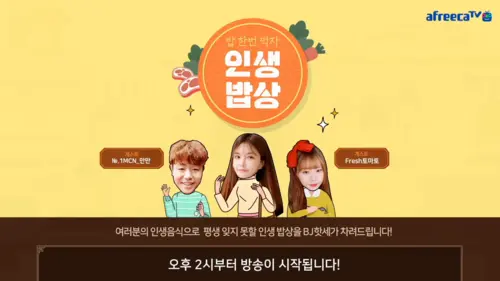 afreecaTV
밥 한번 먹자
인생
밥상
게스트
№.1MCN_만만
게스트
Fresh토마토
여러분의 인생음식으로 평생 잊지 못할 인생 밥상을 BJ핫세가 차려드립니다!
오후 2시부터 방송이 시작됩니다!